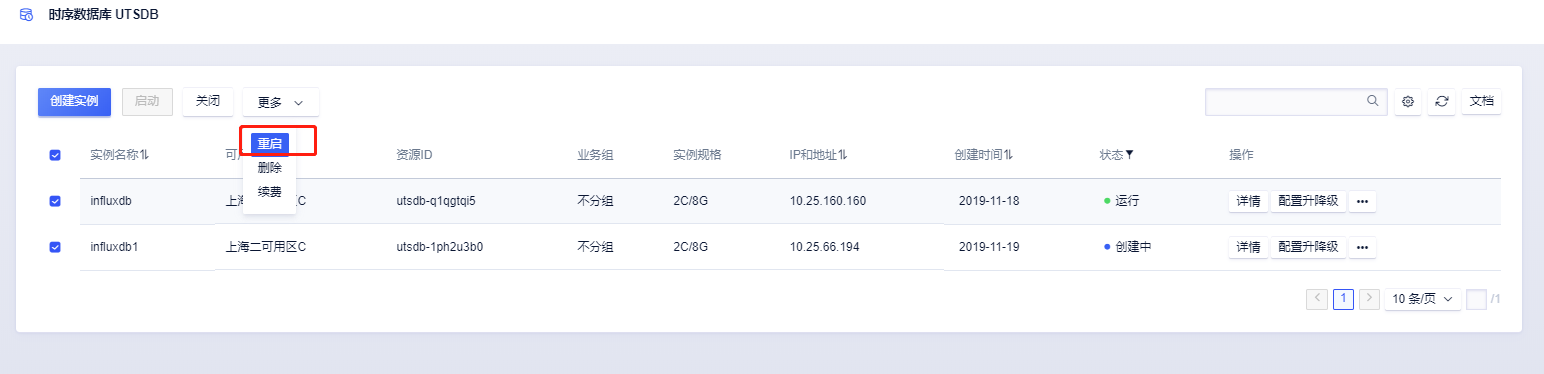 时序数据库 UTSDB
创建实例 启动 关闭 更多 文档
重启
删除
续费
实例名称 可 资源ID 业务组 实例规格 IP和地址 创建时间 状态 操作
influxdb 上 C utsdb-q1qgtqi5 不分组 2C/8G 10.25.160.160 2019-11-18 运行 详情 配置升降级 •••
influxdb1 上海二可用区C utsdb-1ph2u3b0 不分组 2C/8G 10.25.66.194 2019-11-19 创建中 详情 配置升降级 •••
1 10 条/页 /1